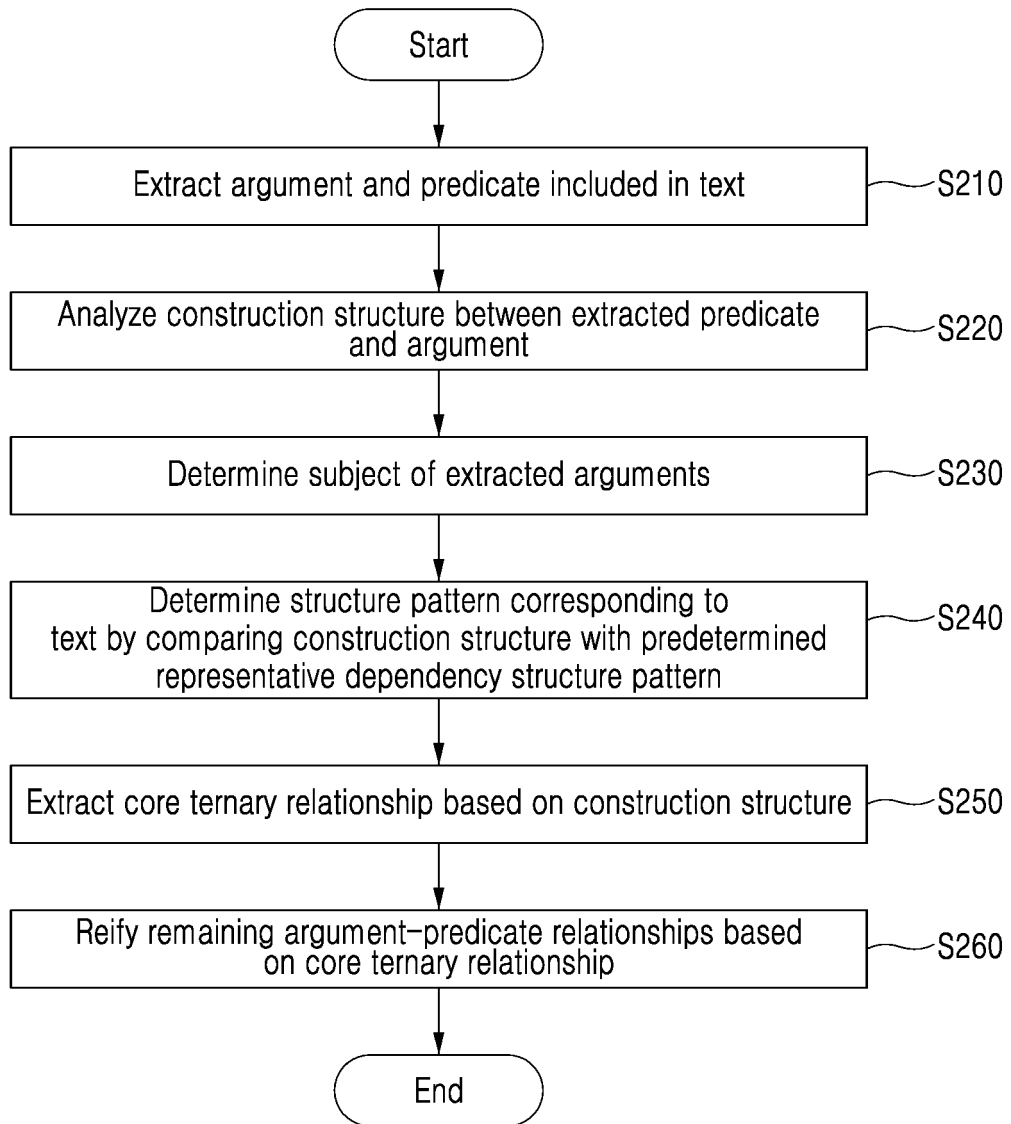 Start
Extract argument and predicate included in text
S210
Analyze construction structure between extracted predicate
and argument
S220
Determine subject of extracted arguments
S230
Determine structure pattern corresponding to
text by comparing construction structure with predetermined
representative dependency structure pattern
S240
Extract core ternary relationship based on construction structure
S250
Reify remaining argument-predicate relationships based
on core ternary relationship
S260
End